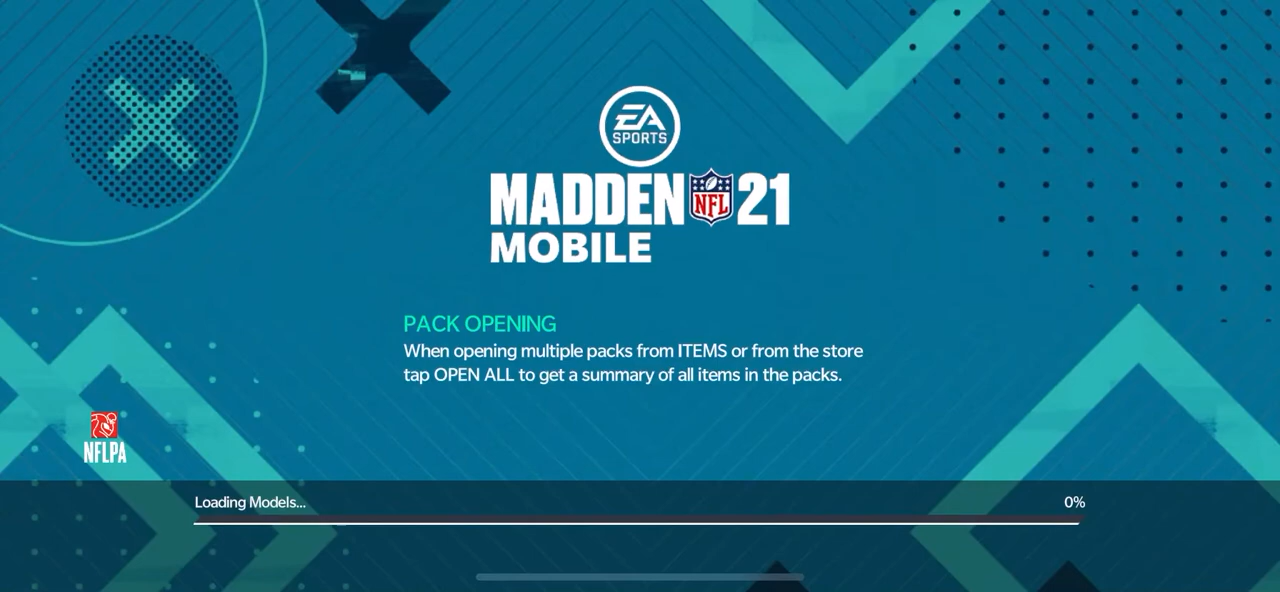 EA
SPORTS
MADDEN NFL 21
MOBILE
PACK OPENING
When opening multiple packs from ITEMS or from the store
tap OPEN ALL to get a summary of all items in the packs.
NFLPA
Loading Models... 0%